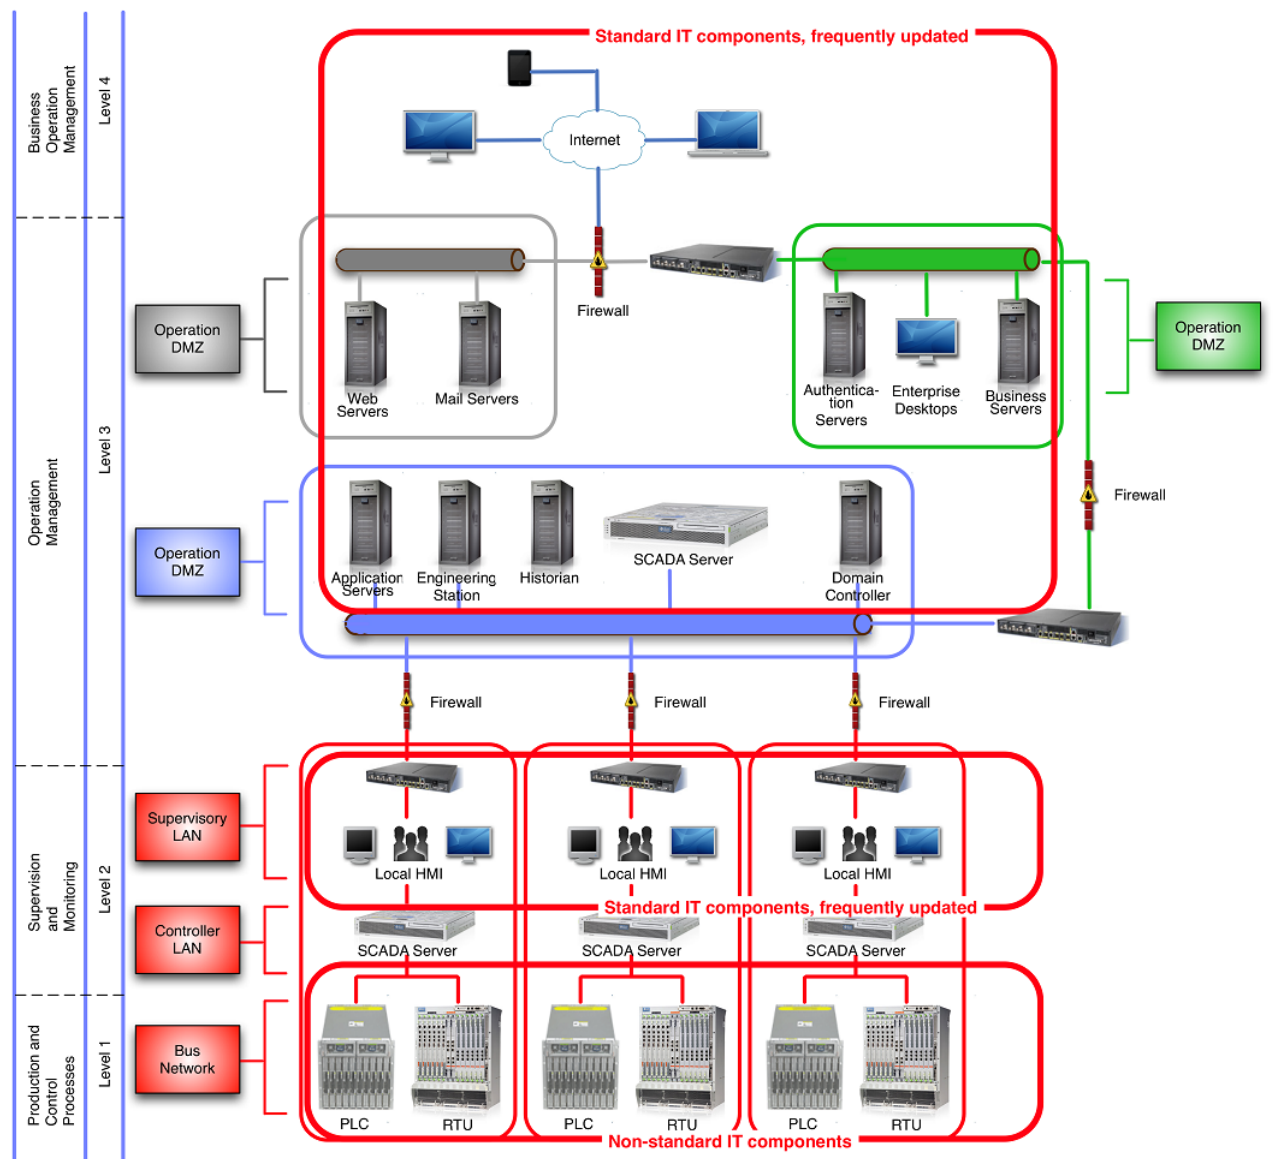 Standard IT components, frequently updated
Business
Operation
Management
Level 4
Internet
Firewall
Operation
DMZ
Web
Servers
Mail Servers
Authentica-
tion
Servers
Enterprise
Desktops
Business
Servers
Operation
DMZ
Operation
Management
Level 3
Firewall
Operation
DMZ
Application
Servers
Engineering
Station
Historian
SCADA Server
Domain
Controller
Firewall
Firewall
Firewall
Supervision
and
Monitoring
Level 2
Supervisory
LAN
Local HMI
Local HMI
Local HMI
Standard IT components, frequently updated
Controller
LAN
SCADA Server
SCADA Server
SCADA Server
Production and
Control
Processes
Level 1
Bus
Network
PLC
RTU
PLC
RTU
PLC
RTU
Non-standard IT components